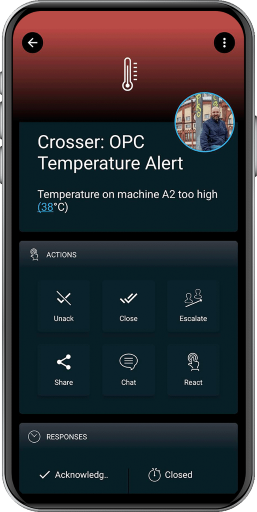 Crosser: OPC
Temperature Alert
Temperature on machine A2 too high
(38°C)
ACTIONS
Unack
Close
Escalate
Share
Chat
React
RESPONSES
Acknowledg..
Closed